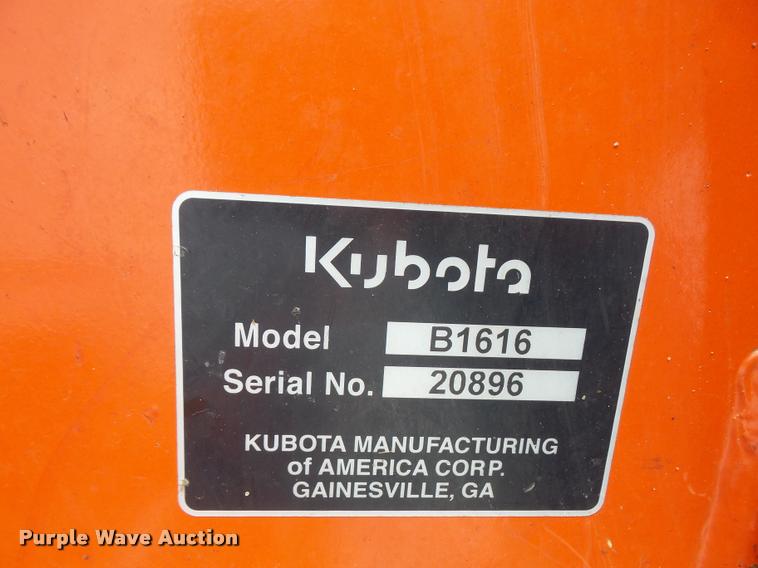 Kubota
Model B1616
Serial No. 20896
KUBOTA MANUFACTURING
of AMERICA CORP.
GAINESVILLE, GA
Purple Wave Auction